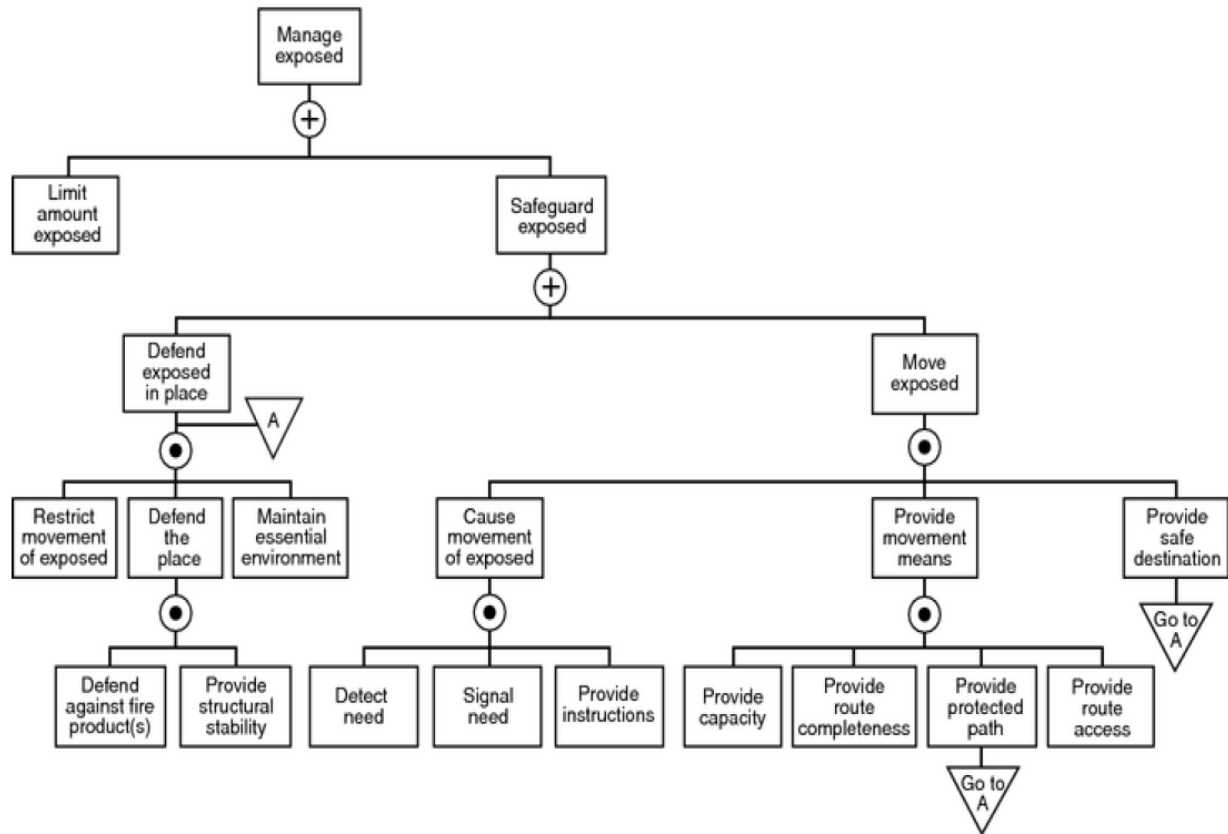 Manage
exposed
Limit
amount
exposed
Safeguard
exposed
Defend
exposed
in place
A
Move
exposed
Restrict
movement
of exposed
Defend
the
place
Maintain
essential
environment
Cause
movement
of exposed
Provide
movement
means
Provide
safe
destination
Go to
A
Defend
against fire
product(s)
Provide
structural
stability
Detect
need
Signal
need
Provide
instructions
Provide
capacity
Provide
route
completeness
Provide
protected
path
Provide
route
access
Go to
A